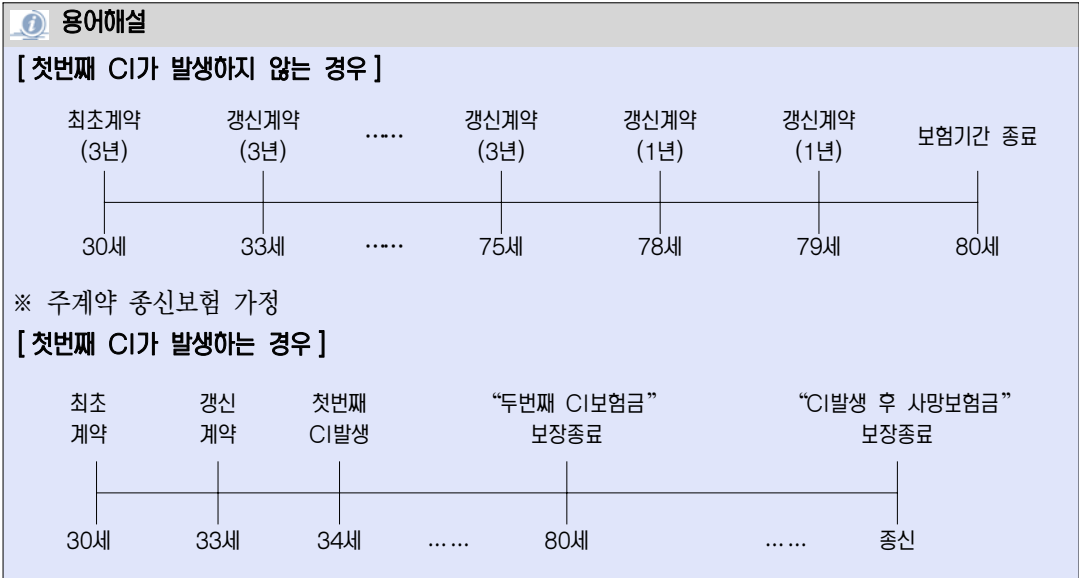 용어해설
[ 첫번째 CI가 발생하지 않는 경우 ]
최초계약 갱신계약 …… 갱신계약 갱신계약 갱신계약 보험기간 종료
(3년) (3년) (3년) (1년) (1년)
30세 33세 …… 75세 78세 79세 80세
※ 주계약 종신보험 가정
[ 첫번째 CI가 발생하는 경우 ]
최초 갱신 첫번째 “두번째 CI보험금” “CI발생 후 사망보험금”
계약 계약 CI발생 보장종료 보장종료
30세 33세 34세 …… 80세 …… 종신